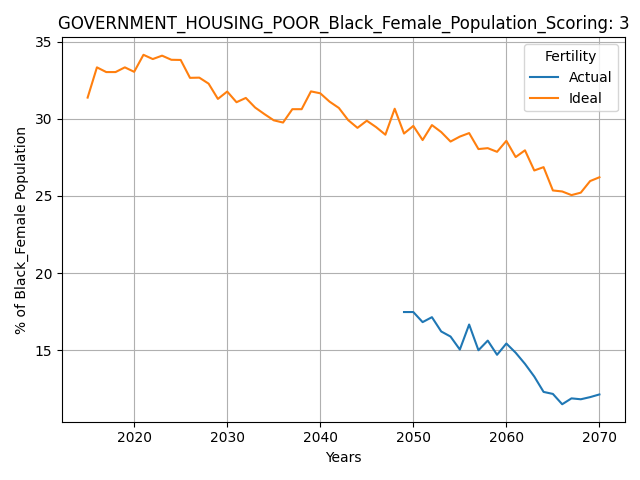 GOVERNMENT_HOUSING_POOR_Black_Female_Population_Scoring: 3
Fertility
Actual
Ideal
% of Black_Female Population
35
30
25
20
15
2020 2030 2040 2050 2060 2070
Years